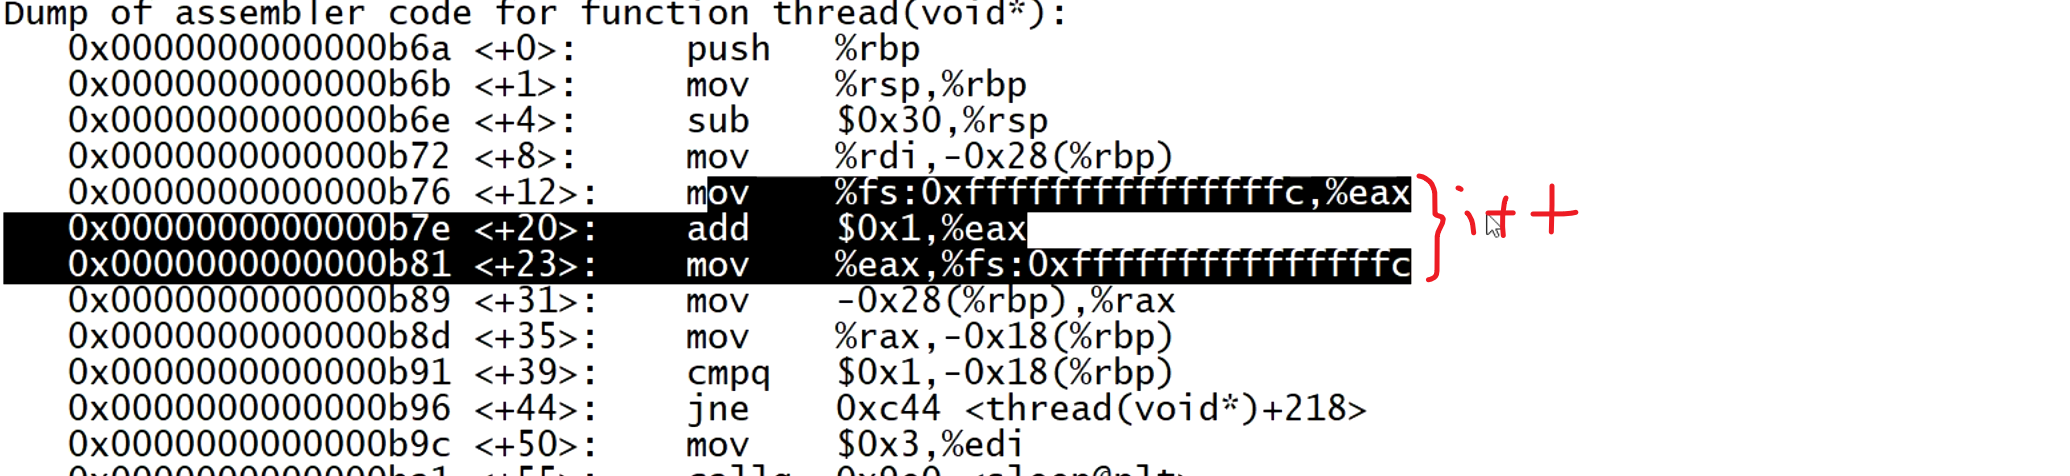 Dump of assembler code for function thread(void*):
0x0000000000000b6a <+0>: push %rbp
0x0000000000000b6b <+1>: mov %rsp,%rbp
0x0000000000000b6e <+4>: sub $0x30,%rsp
0x0000000000000b72 <+8>: mov %rdi,-0x28(%rbp)
0x0000000000000b76 <+12>: mov %fs:0xfffffffffffffffc,%eax
0x0000000000000b7e <+20>: add $0x1,%eax
0x0000000000000b81 <+23>: mov %eax,%fs:0xfffffffffffffffc
i++
0x0000000000000b89 <+31>: mov -0x28(%rbp),%rax
0x0000000000000b8d <+35>: mov %rax,-0x18(%rbp)
0x0000000000000b91 <+39>: cmpq $0x1,-0x18(%rbp)
0x0000000000000b96 <+44>: jne 0xc44 <thread(void*)+218>
0x0000000000000b9c <+50>: mov $0x3,%edi